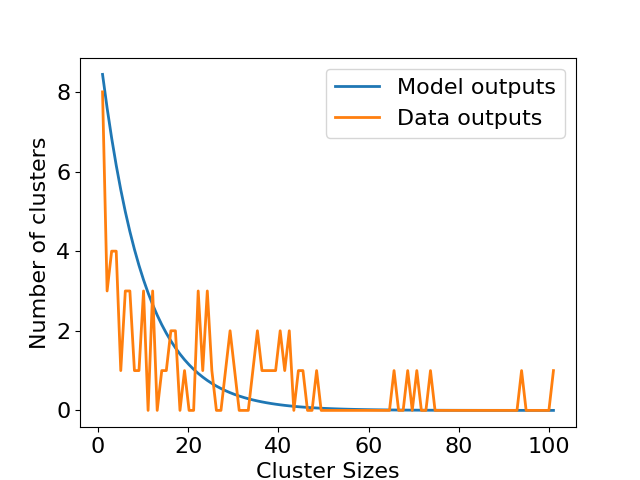 Model outputs
Data outputs
8
6
4
2
0
Number of clusters
0 20 40 60 80 100
Cluster Sizes